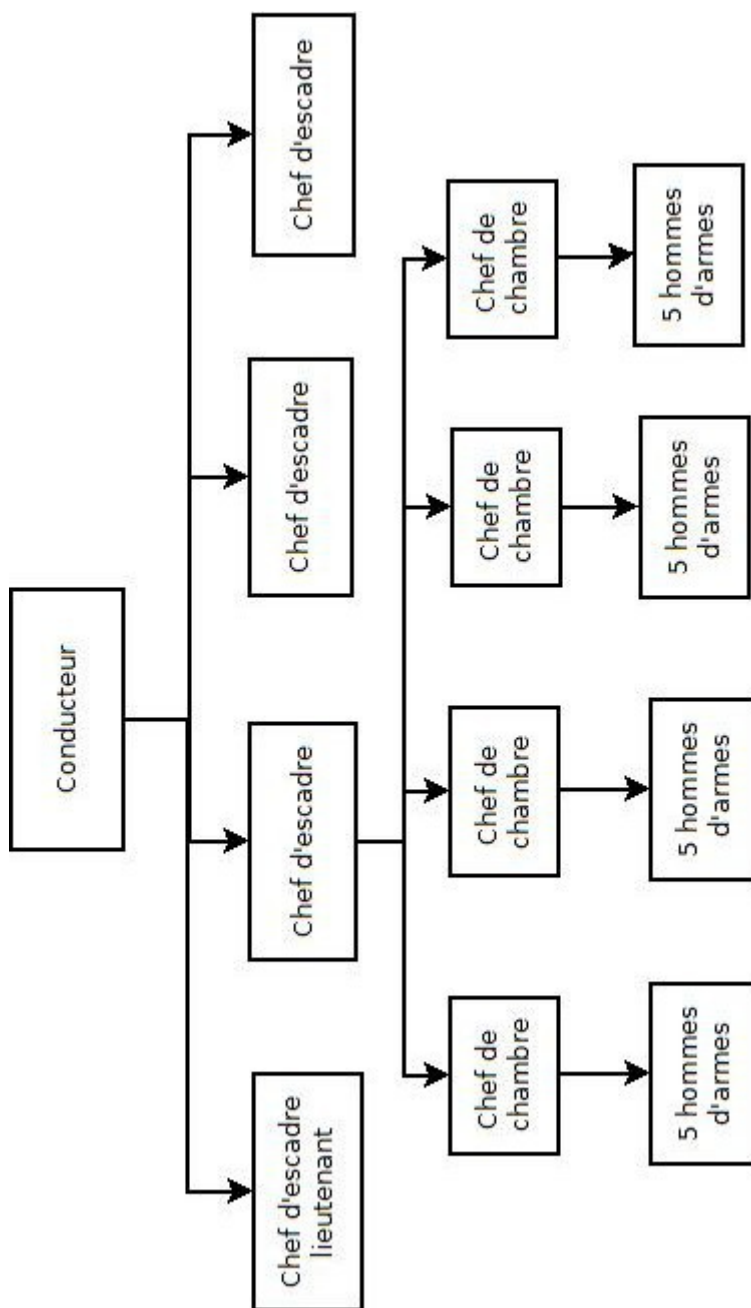 Conducteur
Chef d'escadre
lieutenant
Chef d'escadre
Chef d'escadre
Chef d'escadre
Chef de
chambre
Chef de
chambre
Chef de
chambre
Chef de
chambre
5 hommes
d'armes
5 hommes
d'armes
5 hommes
d'armes
5 hommes
d'armes